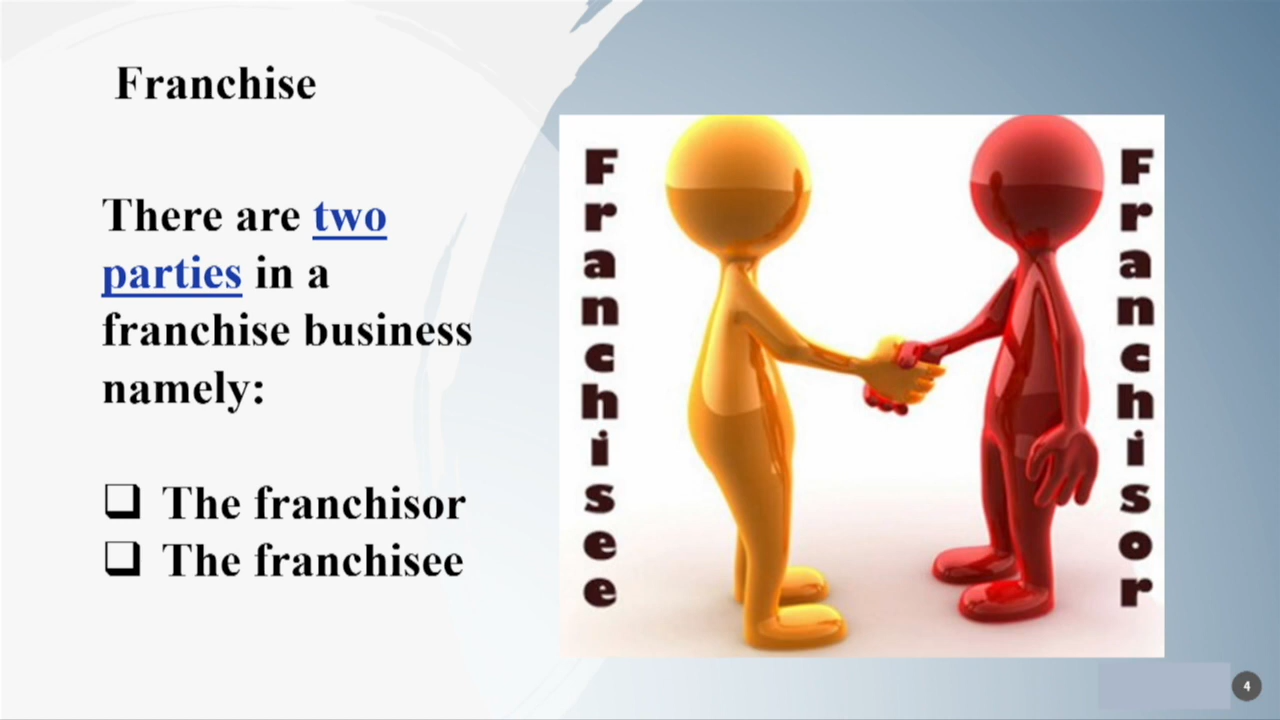 Franchise
There are two
parties in a
franchise business
namely:
❑ The franchisor
❑ The franchisee
Franchisee
Franchisor
4